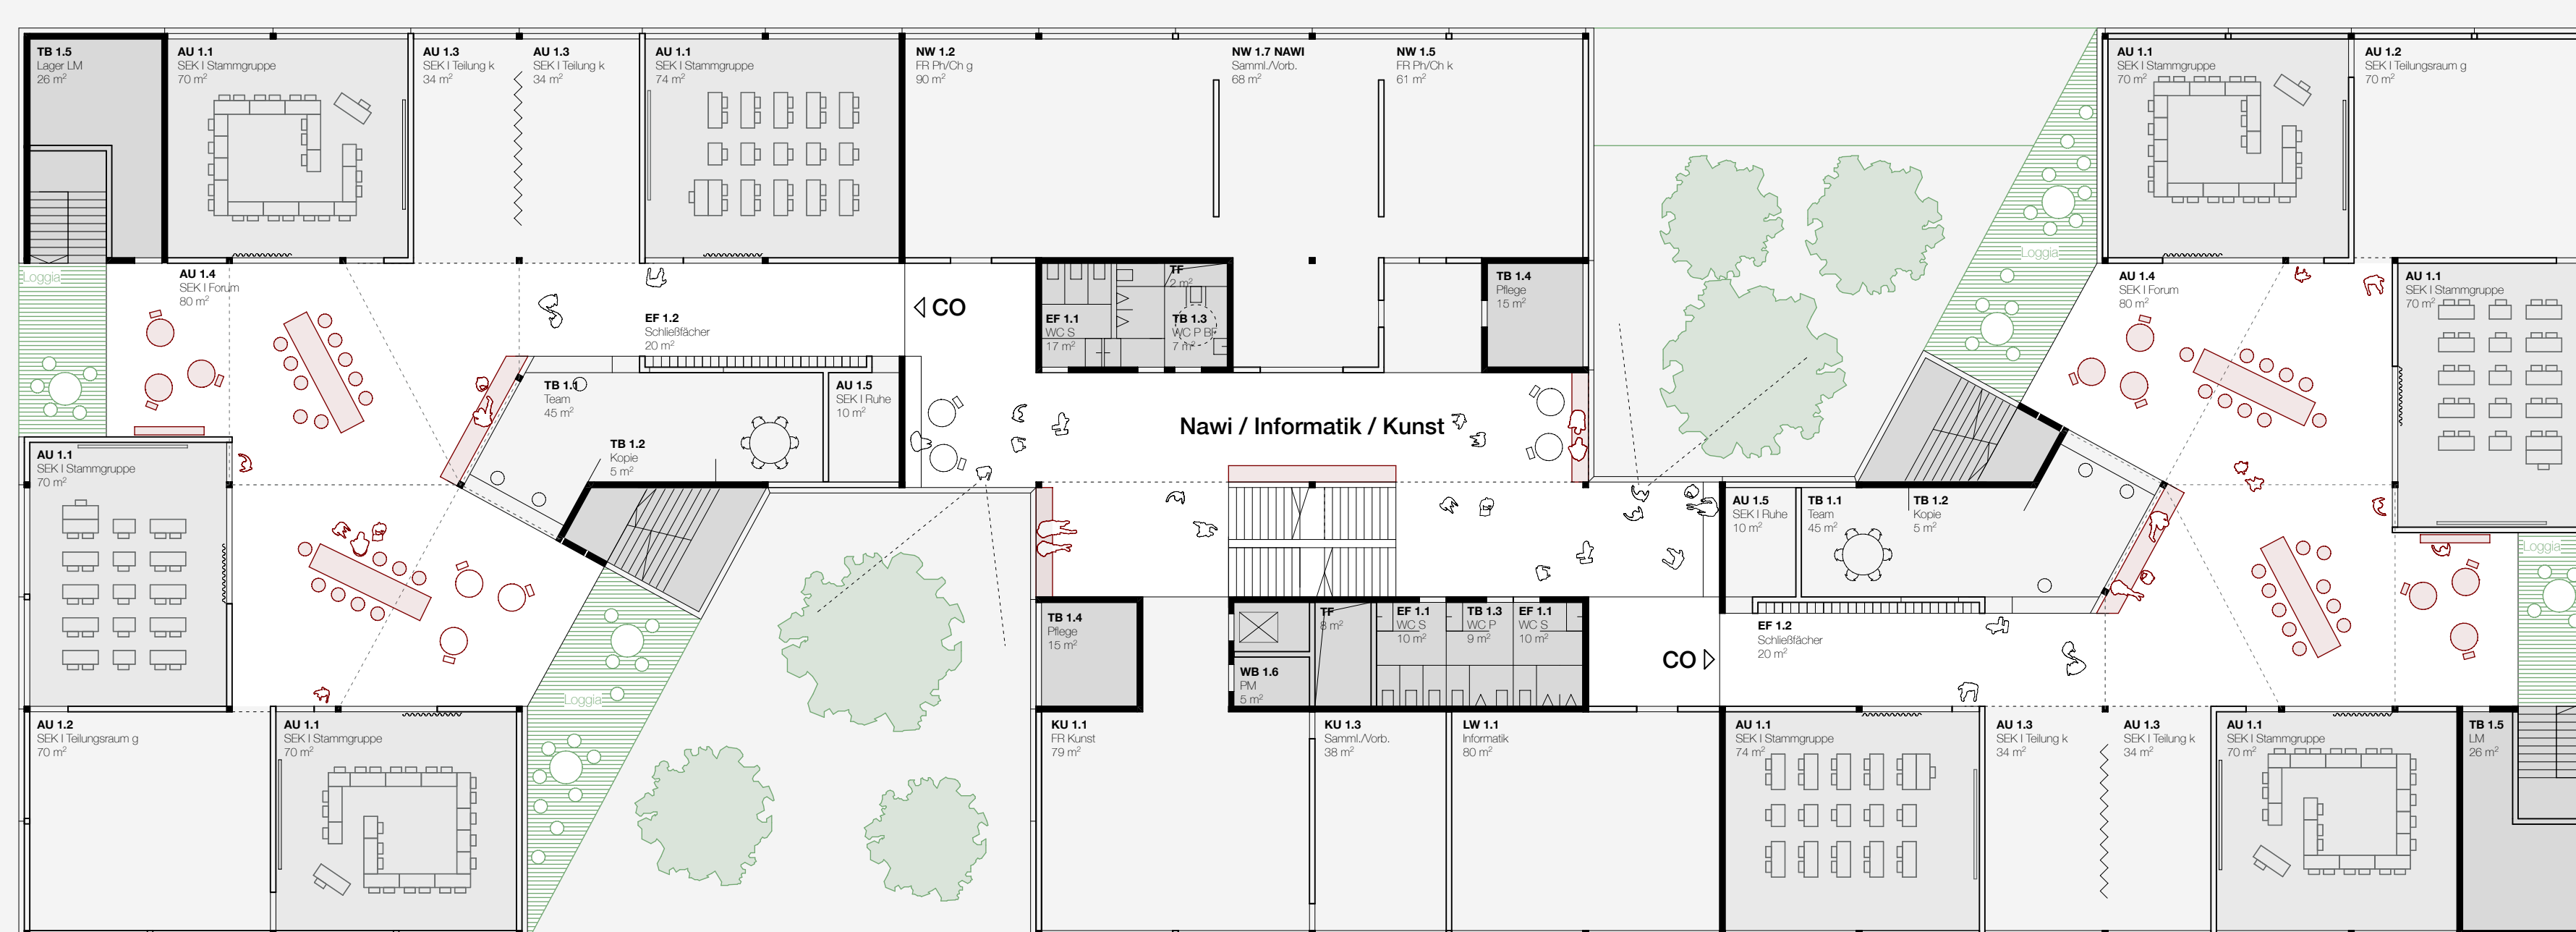 TB 1.5
Lager LM
26 m²
AU 1.1
SEK I Stammgruppe
70 m²
AU 1.3
SEK I Teilung k
34 m²
AU 1.3
SEK I Teilung k
34 m²
AU 1.1
SEK I Stammgruppe
74 m²
NW 1.2
FR Ph/Ch g
90 m²
NW 1.7 NAWI
Samml./Vorb.
68 m²
NW 1.5
FR Ph/Ch k
61 m²
AU 1.1
SEK I Stammgruppe
70 m²
AU 1.2
SEK I Teilungsraum g
70 m²
Loggia
AU 1.4
SEK I Forum
80 m²
EF 1.2
Schließfächer
20 m²
CO
EF 1.1
WC S
17 m²
TF
2 m²
TB 1.3
WC P BF
7 m²
TB 1.4
Pflege
15 m²
Loggia
AU 1.4
SEK I Forum
80 m²
AU 1.1
SEK I Stammgruppe
70 m²
TB 1.1
Team
45 m²
TB 1.2
Kopie
5 m²
AU 1.5
SEK I Ruhe
10 m²
Nawi / Informatik / Kunst
AU 1.1
SEK I Stammgruppe
70 m²
AU 1.5
SEK I Ruhe
10 m²
TB 1.1
Team
45 m²
TB 1.2
Kopie
5 m²
Loggia
TB 1.4
Pflege
15 m²
TF
8 m²
EF 1.1
WC S
10 m²
TB 1.3
WC P
9 m²
EF 1.1
WC S
10 m²
WB 1.6
PM
5 m²
CO
EF 1.2
Schließfächer
20 m²
Loggia
AU 1.2
SEK I Teilungsraum g
70 m²
AU 1.1
SEK I Stammgruppe
70 m²
KU 1.1
FR Kunst
79 m²
KU 1.3
Samml./Vorb.
38 m²
LW 1.1
Informatik
80 m²
AU 1.1
SEK I Stammgruppe
74 m²
AU 1.3
SEK I Teilung k
34 m²
AU 1.3
SEK I Teilung k
34 m²
AU 1.1
SEK I Stammgruppe
70 m²
TB 1.5
LM
26 m²